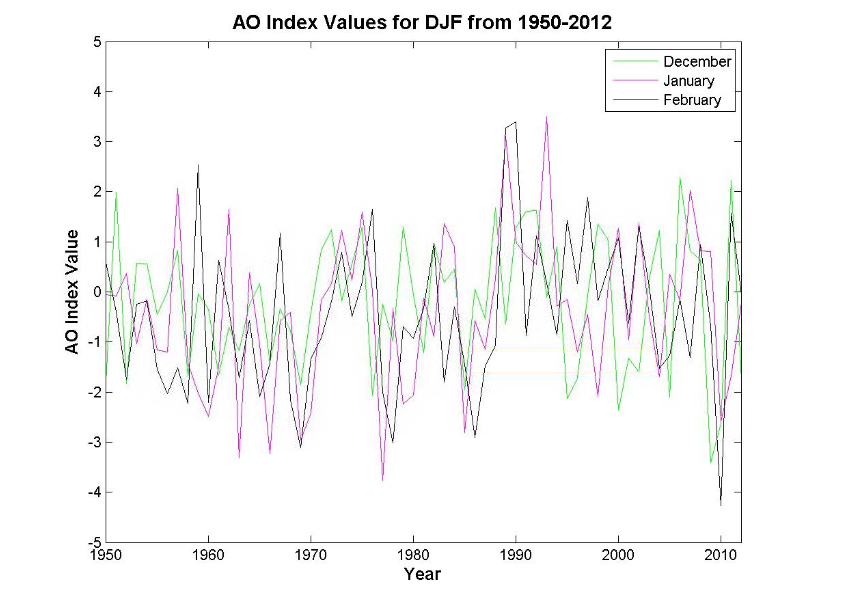 AO Index Values for DJF from 1950-2012
5
4
3
2
1
0
-1
-2
-3
-4
-5
AO Index Value
December
January
February
1950 1960 1970 1980 1990 2000 2010
Year